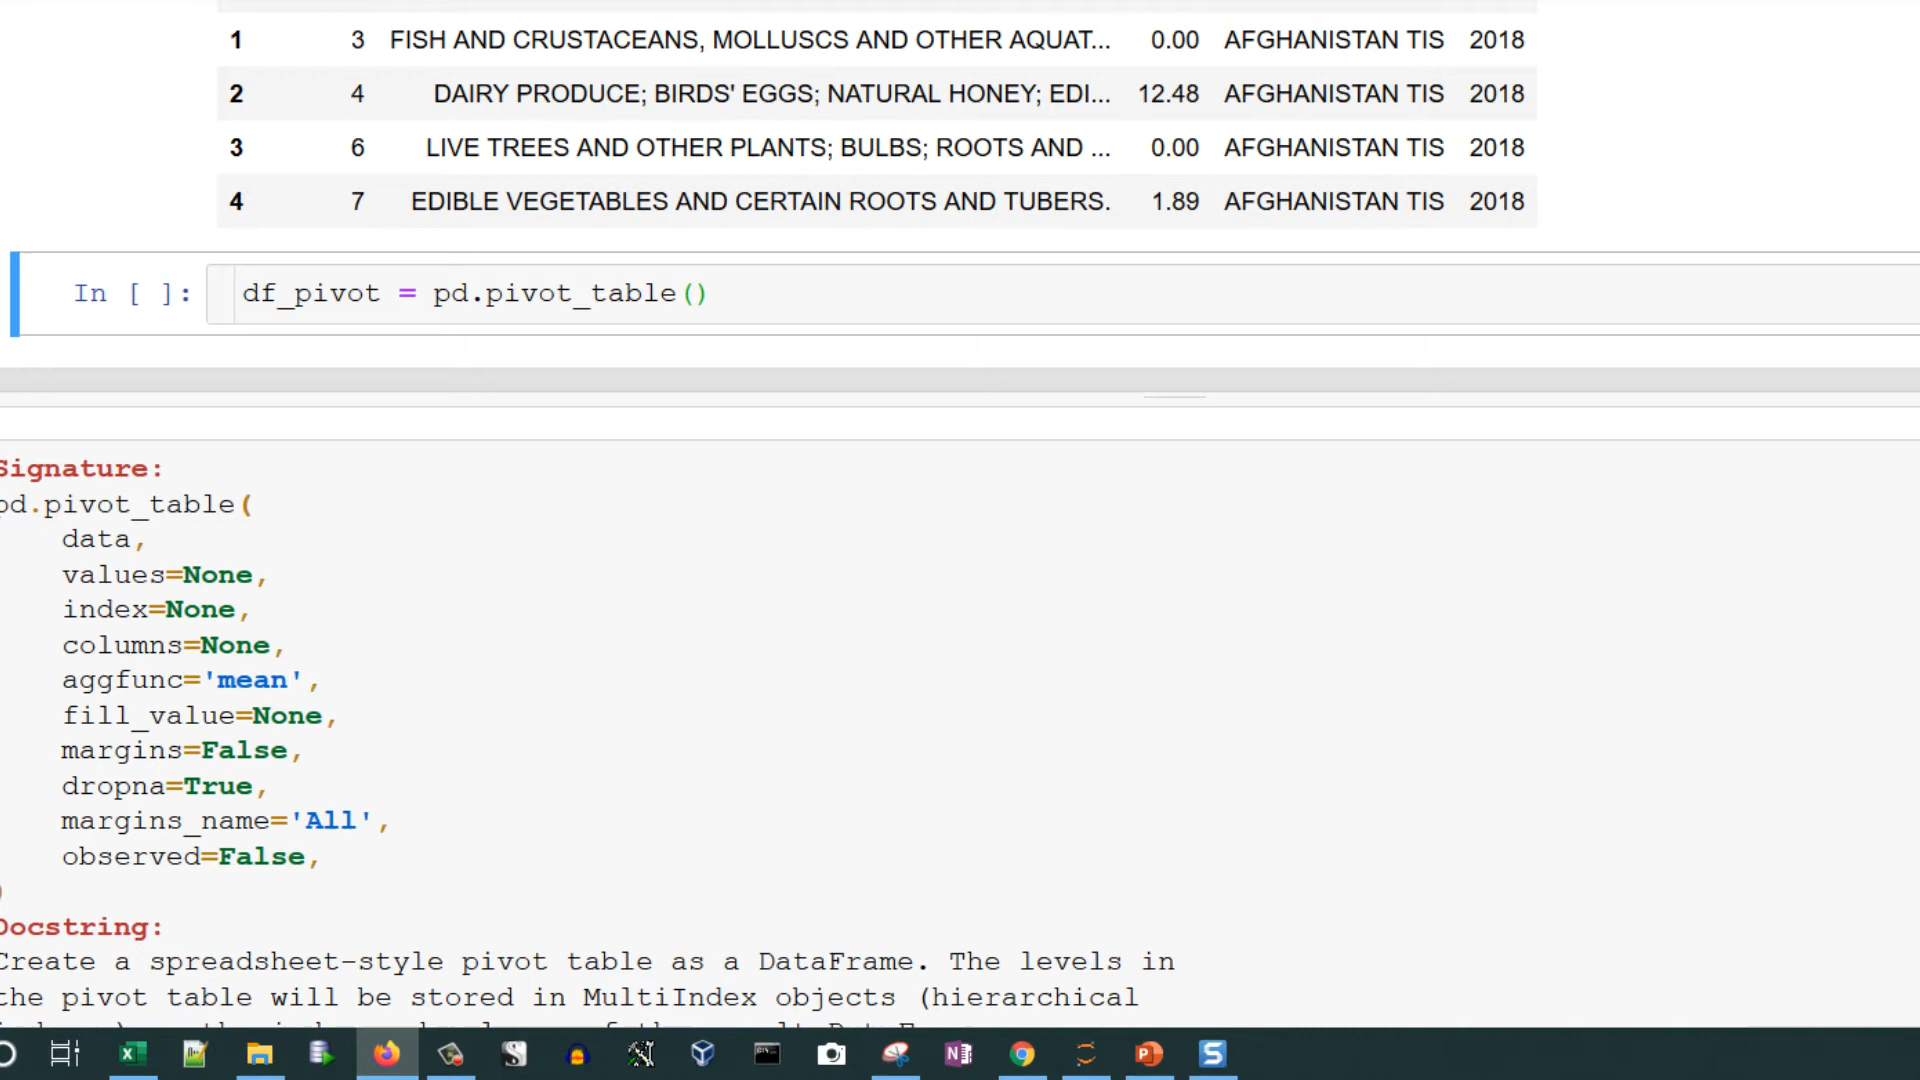 1 3 FISH AND CRUSTACEANS, MOLLUSCS AND OTHER AQUAT... 0.00 AFGHANISTAN TIS 2018
2 4 DAIRY PRODUCE; BIRDS' EGGS; NATURAL HONEY; EDI... 12.48 AFGHANISTAN TIS 2018
3 6 LIVE TREES AND OTHER PLANTS; BULBS; ROOTS AND ... 0.00 AFGHANISTAN TIS 2018
4 7 EDIBLE VEGETABLES AND CERTAIN ROOTS AND TUBERS. 1.89 AFGHANISTAN TIS 2018
In [ ]: df_pivot = pd.pivot_table()
Signature:
pd.pivot_table(
data,
values=None,
index=None,
columns=None,
aggfunc='mean',
fill_value=None,
margins=False,
dropna=True,
margins_name='All',
observed=False,
)
Docstring:
Create a spreadsheet-style pivot table as a DataFrame. The levels in
the pivot table will be stored in MultiIndex objects (hierarchical